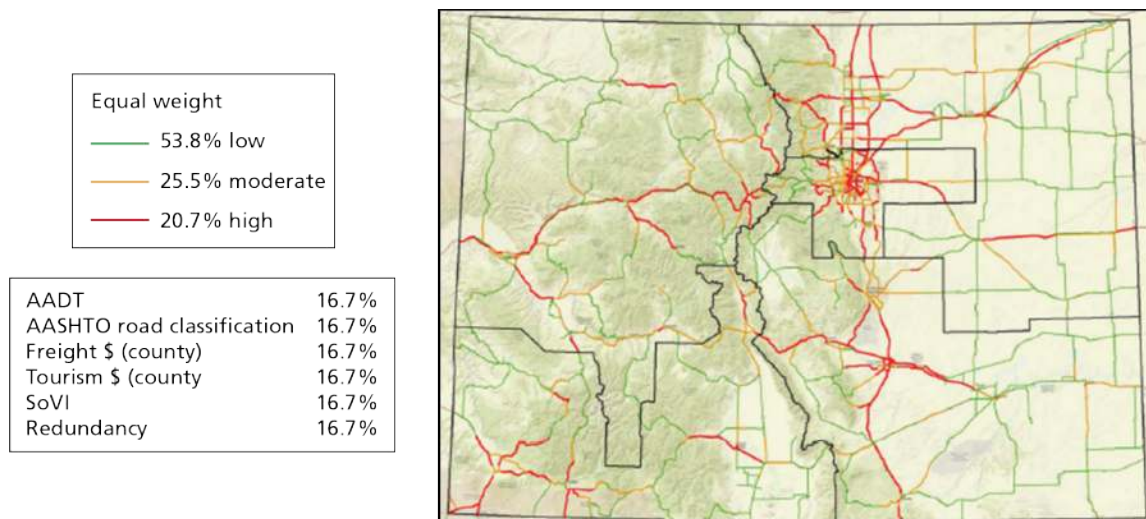 Equal weight
53.8% low
25.5% moderate
20.7% high
AADT 16.7%
AASHTO road classification 16.7%
Freight $ (county) 16.7%
Tourism $ (county 16.7%
SoVI 16.7%
Redundancy 16.7%